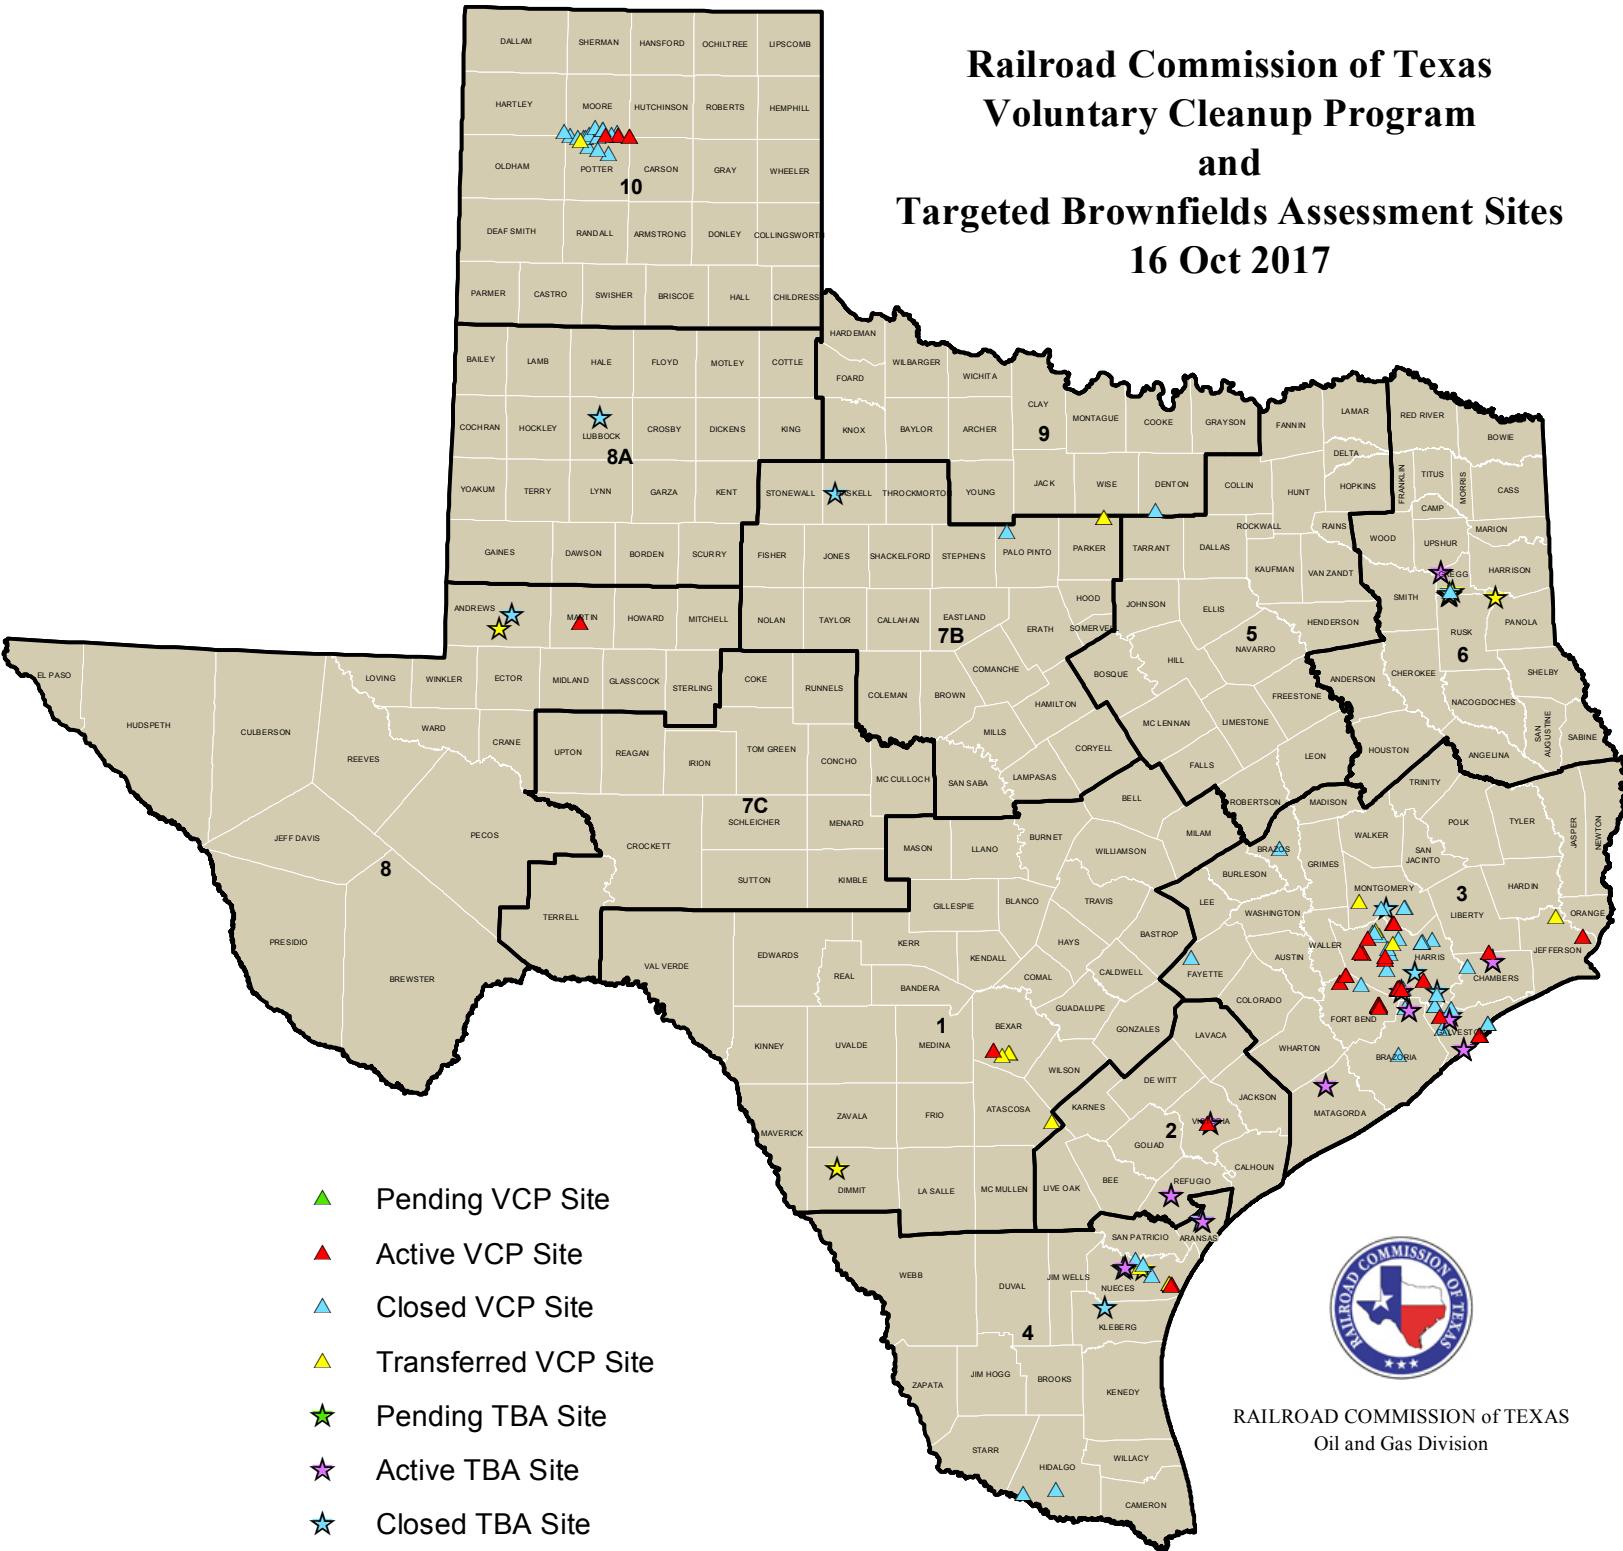 Railroad Commission of Texas
Voluntary Cleanup Program
and
Targeted Brownfields Assessment Sites
16 Oct 2017
DALLAM SHERMAN HANSFORD OCHILTREE LIPSCOMB
HARTLEY MOORE HUTCHINSON ROBERTS HEMPHILL
OLDHAM POTTER CARSON GRAY WHEELER
10
DEAF SMITH RANDALL ARMSTRONG DONLEY COLLINGSWORTH
PARMER CASTRO SWISHER BRISCOE HALL CHILDRESS
HARDEMAN
BAILEY LAMB HALE FLOYD MOTLEY COTTLE FOARD WILBARGER WICHITA
CLAY MONTAGUE COOKE GRAYSON FANNIN LAMAR RED RIVER BOWIE
COCHRAN HOCKLEY LUBBOCK CROSBY DICKENS KING KNOX BAYLOR ARCHER
8A 9
DELTA FRANKLIN TITUS MORRIS CASS
YOAKUM TERRY LYNN GARZA KENT STONEWALL HASKELL THROCKMORTON YOUNG JACK WISE DENTON COLLIN HUNT HOPKINS
CAMP MARION
ROCKWALL RAINS WOOD UPSHUR
GAINES DAWSON BORDEN SCURRY FISHER JONES SHACKELFORD STEPHENS PALO PINTO PARKER TARRANT DALLAS
KAUFMAN VAN ZANDT GREGG HARRISON
SMITH
ANDREWS MARTIN HOWARD MITCHELL NOLAN TAYLOR CALLAHAN EASTLAND HOOD JOHNSON ELLIS
7B ERATH SOMERVELL HENDERSON PANOLA
5 NAVARRO RUSK
6
EL PASO LOVING WINKLER ECTOR MIDLAND GLASSCOCK STERLING COKE RUNNELS COLEMAN BROWN COMANCHE BOSQUE HILL ANDERSON CHEROKEE SHELBY
HUDSPETH CULBERSON WARD HAMILTON FREESTONE NACOGDOCHES
REEVES CRANE UPTON REAGAN IRION TOM GREEN CONCHO MILLS CORYELL MC LENNAN LIMESTONE
SAN AUGUSTINE SABINE
HOUSTON ANGELINA
MC CULLOCH SAN SABA LAMPASAS FALLS LEON TRINITY
7C
BELL ROBERTSON MADISON
JEFF DAVIS PECOS SCHLEICHER MENARD BURNET MILAM WALKER POLK TYLER JASPER NEWTON
CROCKETT MASON LLANO WILLIAMSON BRAZOS SAN JACINTO
8
SUTTON KIMBLE BURLESON GRIMES
MONTGOMERY 3 HARDIN
TERRELL GILLESPIE BLANCO TRAVIS LEE WASHINGTON LIBERTY ORANGE
PRESIDIO BREWSTER EDWARDS KERR HAYS BASTROP WALLER JEFFERSON
VAL VERDE REAL KENDALL AUSTIN HARRIS
BANDERA COMAL CALDWELL FAYETTE CHAMBERS
GUADALUPE COLORADO
1 BEXAR GONZALES LAVACA FORT BEND
KINNEY UVALDE MEDINA WHARTON GALVESTON
BRAZORIA
WILSON DE WITT
JACKSON
ZAVALA FRIO ATASCOSA KARNES MATAGORDA
MAVERICK 2 VICTORIA
GOLIAD
CALHOUN
DIMMIT LA SALLE MC MULLEN LIVE OAK BEE REFUGIO
SAN PATRICIO ARANSAS
WEBB DUVAL JIM WELLS NUECES
4 KLEBERG
ZAPATA JIM HOGG BROOKS KENEDY
STARR HIDALGO WILLACY
CAMERON
Pending VCP Site
Active VCP Site
Closed VCP Site
Transferred VCP Site
Pending TBA Site
Active TBA Site
Closed TBA Site
RAILROAD COMMISSION OF TEXAS
RAILROAD COMMISSION of TEXAS
Oil and Gas Division